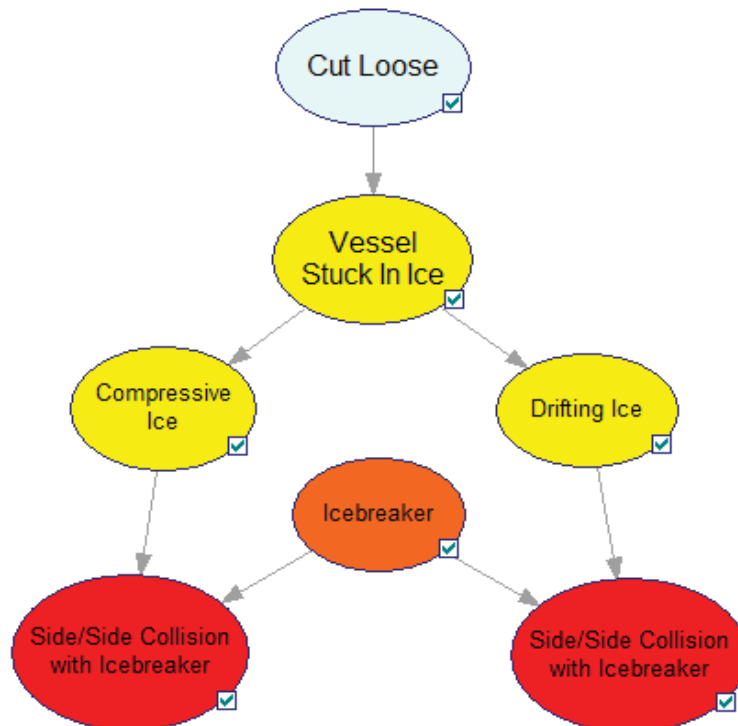 Cut Loose
Vessel
Stuck In Ice
Compressive
Ice
Drifting Ice
Icebreaker
Side/Side Collision
with Icebreaker
Side/Side Collision
with Icebreaker